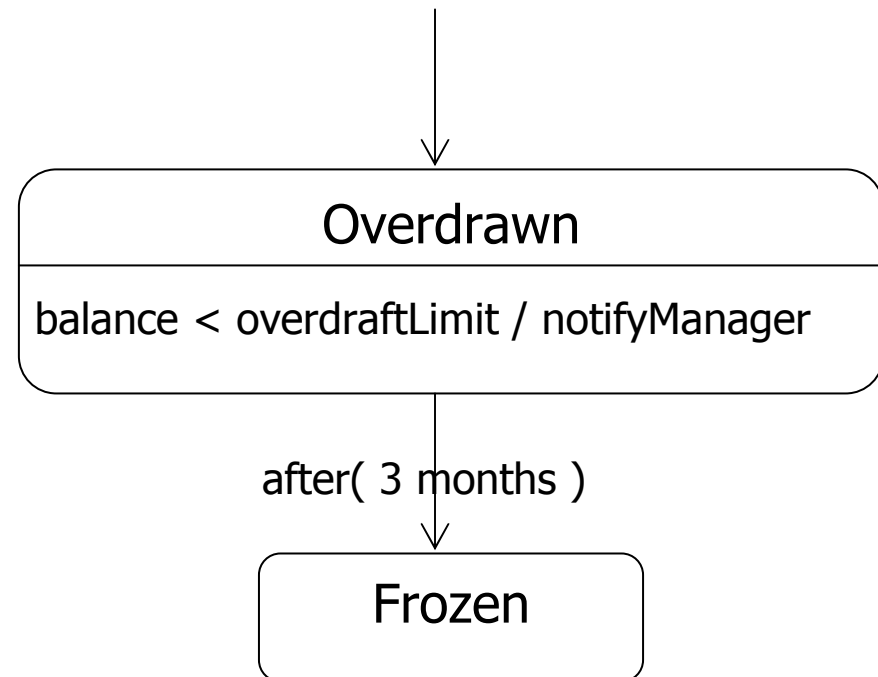 Overdrawn
balance < overdraftLimit / notifyManager
after( 3 months )
Frozen